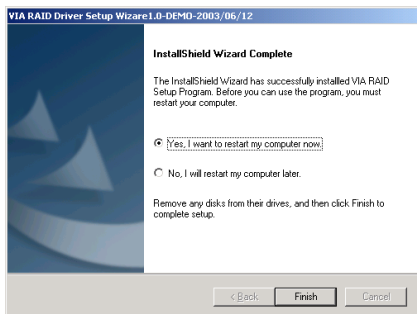 VIA RAID Driver Setup Wizare1.0-DEMO-2003/06/12
InstallShield Wizard Complete
The InstallShield Wizard has successfully installled VIA RAID
Setup Program. Before you can use the program, you must
restart your computer.
Yes, I want to restart my computer now.
No, I will restart my computer later.
Remove any disks from their drives, and then click Finish to
complete setup.
< Back
Finish
Cancel